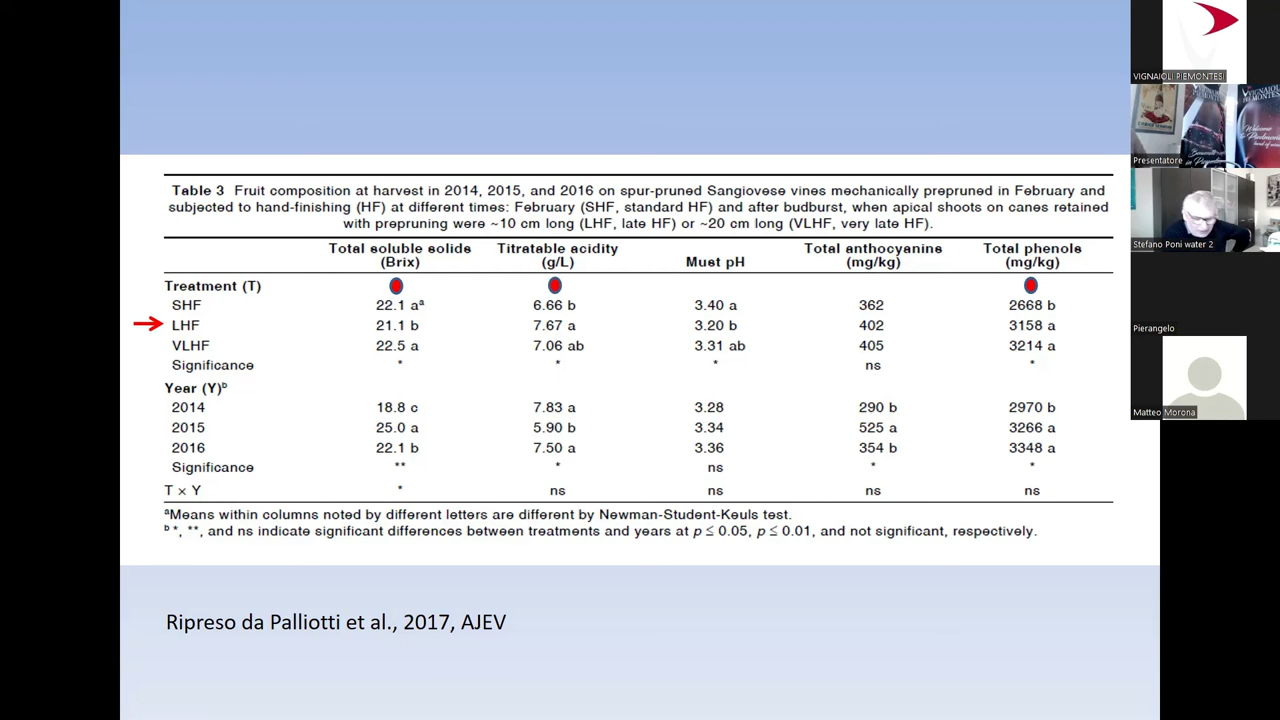 Table 3 Fruit composition at harvest in 2014, 2015, and 2016 on spur-pruned Sangiovese vines mechanically prepruned in February and
subjected to hand-finishing (HF) at different times: February (SHF, standard HF) and after budburst, when apical shoots on canes retained
with prepruning were ~10 cm long (LHF, late HF) or ~20 cm long (VLHF, very late HF).
Total soluble solids Titratable acidity Total anthocyanins Total phenols
(Brix) (g/L) Must pH (mg/kg) (mg/kg)
Treatment (T)
SHF 22.1 aᵃ 6.66 b 3.40 a 362 2668 b
LHF 21.1 b 7.67 a 3.20 b 402 3158 a
VLHF 22.5 a 7.06 ab 3.31 ab 405 3214 a
Significance * * * ns *
Year (Y)ᵇ
2014 18.8 c 7.83 a 3.28 290 b 2970 b
2015 25.0 a 5.90 b 3.34 525 a 3266 a
2016 22.1 b 7.50 a 3.36 354 b 3348 a
Significance ** * ns * *
T × Y * ns ns ns ns
ᵃMeans within columns noted by different letters are different by Newman-Student-Keuls test.
ᵇ *, **, and ns indicate significant differences between treatments and years at p ≤ 0.05, p ≤ 0.01, and not significant, respectively.
Ripreso da Palliotti et al., 2017, AJEV
VIGNAIOLI PIEMONTESI
Presentatore
Stefano Poni water 2
Pierangelo
Matteo Morona